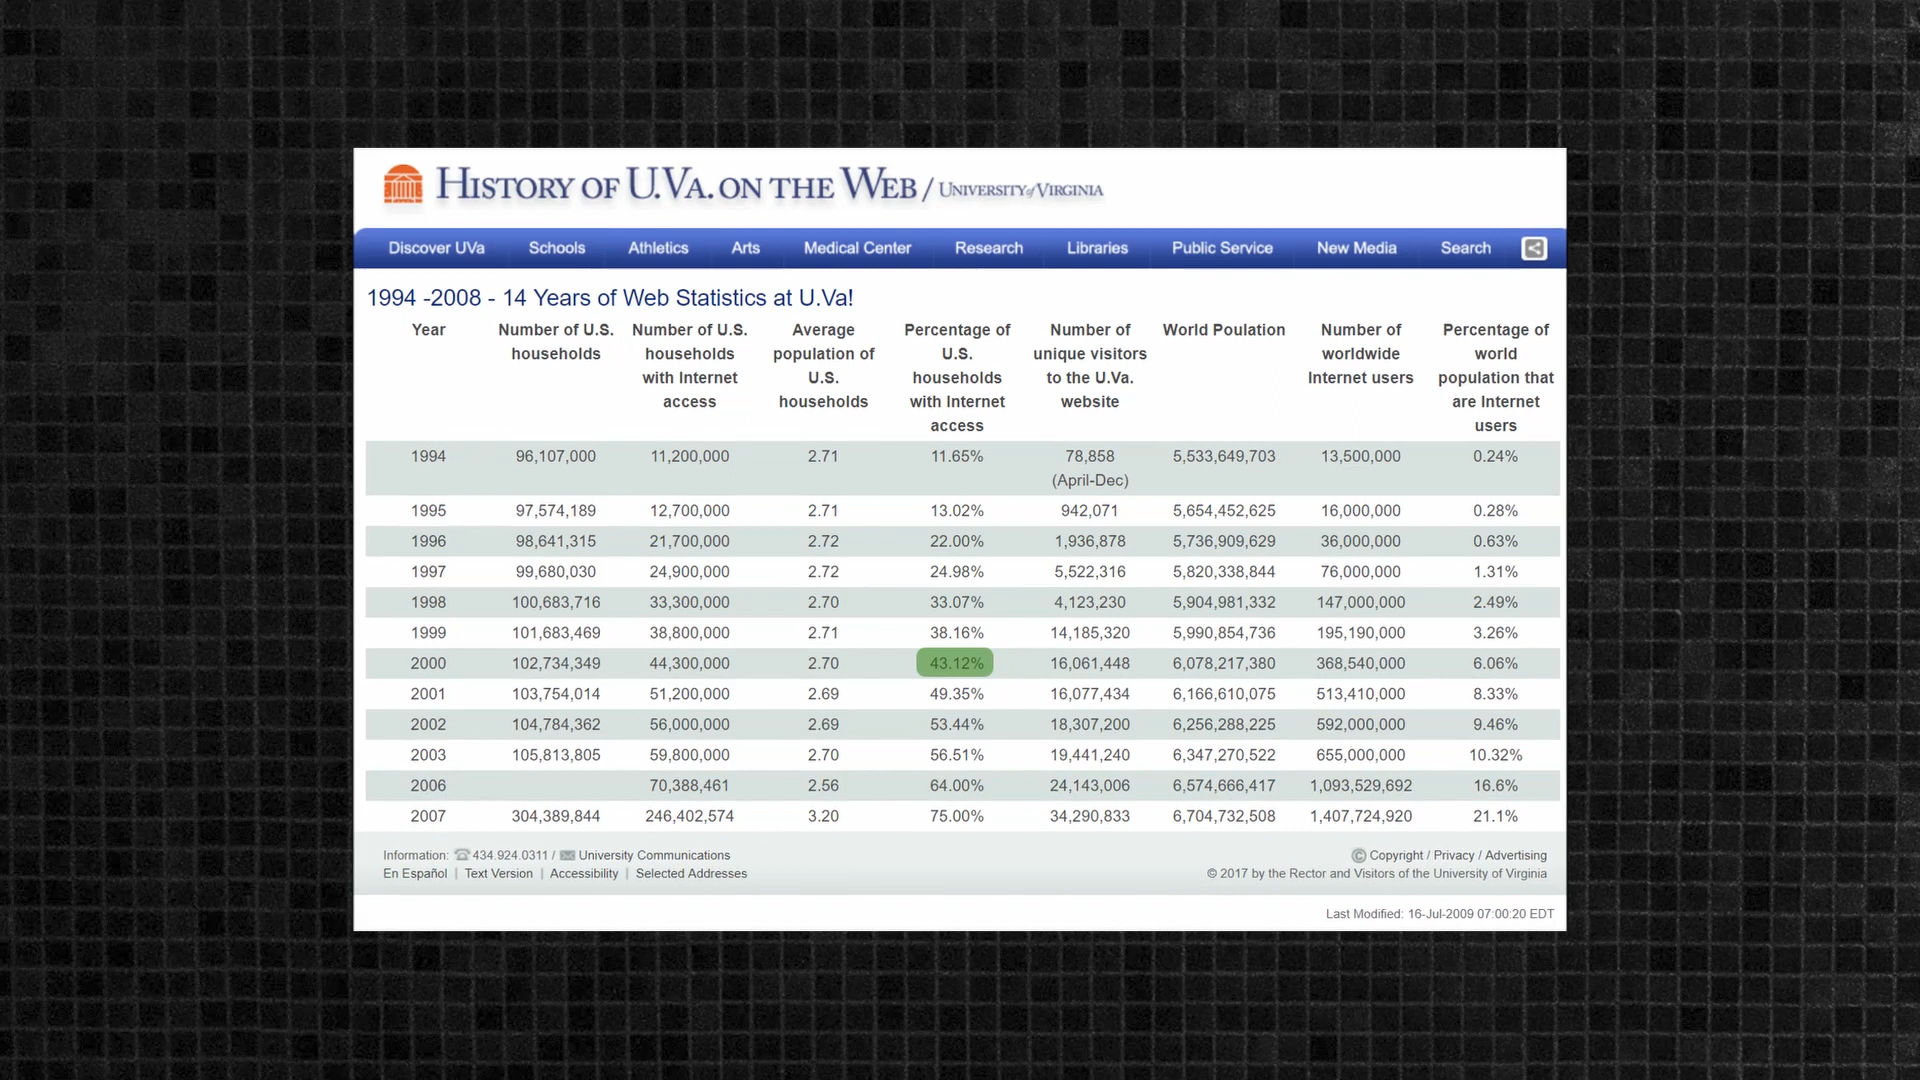 HISTORY OF U.VA. ON THE WEB / UNIVERSITY of VIRGINIA
Discover UVa Schools Athletics Arts Medical Center Research Libraries Public Service New Media Search
1994 -2008 - 14 Years of Web Statistics at U.Va!
Year Number of U.S. households Number of U.S. households with Internet access Average population of U.S. households Percentage of U.S. households with Internet access Number of unique visitors to the U.Va. website World Poulation Number of worldwide Internet users Percentage of world population that are Internet users
1994 96,107,000 11,200,000 2.71 11.65% 78,858 (April-Dec) 5,533,649,703 13,500,000 0.24%
1995 97,574,189 12,700,000 2.71 13.02% 942,071 5,654,452,625 16,000,000 0.28%
1996 98,641,315 21,700,000 2.72 22.00% 1,936,878 5,736,909,629 36,000,000 0.63%
1997 99,680,030 24,900,000 2.72 24.98% 5,522,316 5,820,338,844 76,000,000 1.31%
1998 100,683,716 33,300,000 2.70 33.07% 4,123,230 5,904,981,332 147,000,000 2.49%
1999 101,683,469 38,800,000 2.71 38.16% 14,185,320 5,990,854,736 195,190,000 3.26%
2000 102,734,349 44,300,000 2.70 43.12% 16,061,448 6,078,217,380 368,540,000 6.06%
2001 103,754,014 51,200,000 2.69 49.35% 16,077,434 6,166,610,075 513,410,000 8.33%
2002 104,784,362 56,000,000 2.69 53.44% 18,307,200 6,256,288,225 592,000,000 9.46%
2003 105,813,805 59,800,000 2.70 56.51% 19,441,240 6,347,270,522 655,000,000 10.32%
2006 70,388,461 2.56 64.00% 24,143,006 6,574,666,417 1,093,529,692 16.6%
2007 304,389,844 246,402,574 3.20 75.00% 34,290,833 6,704,732,508 1,407,724,920 21.1%
Information: 434.924.0311 / University Communications
En Español | Text Version | Accessibility | Selected Addresses
Copyright / Privacy / Advertising
© 2017 by the Rector and Visitors of the University of Virginia
Last Modified: 16-Jul-2009 07:00:20 EDT